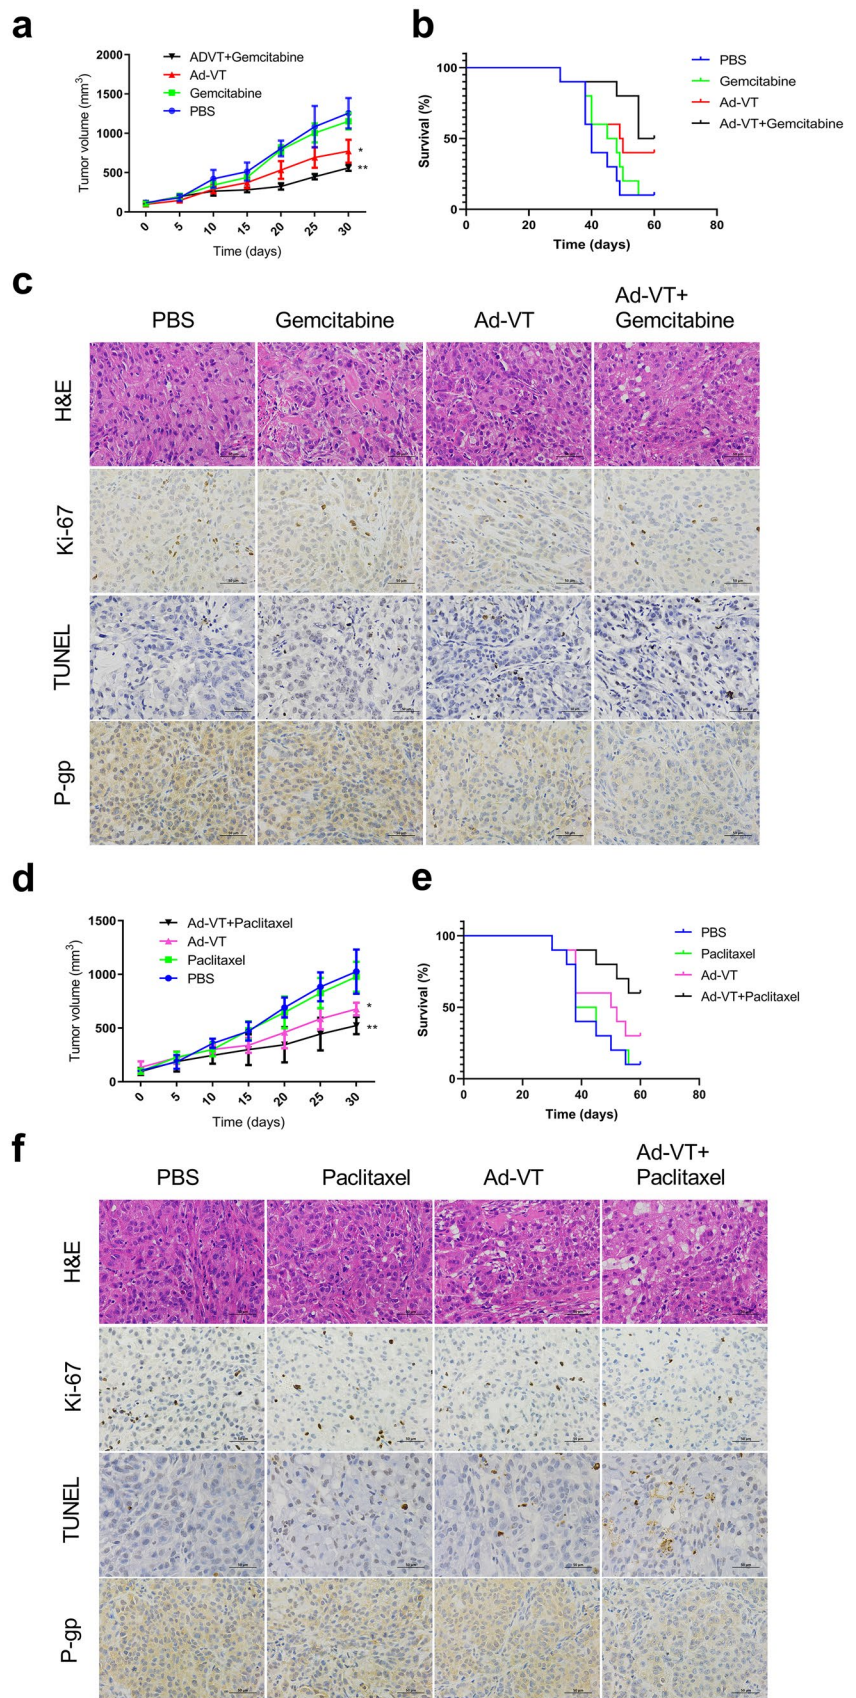 a
ADVT+Gemcitabine
Ad-VT
Gemcitabine
PBS
Tumor volume (mm3)
2000
1500
1000
500
0
0 5 10 15 20 25 30
Time (days)
*
**
b
PBS
Gemcitabine
Ad-VT
Ad-VT+Gemcitabine
Survival (%)
100
50
0
0 20 40 60 80
Time (days)
c
PBS Gemcitabine Ad-VT Ad-VT+
Gemcitabine
H&E
Ki-67
TUNEL
P-gp
d
Ad-VT+Paclitaxel
Ad-VT
Paclitaxel
PBS
Tumor volume (mm3)
1500
1000
500
0
0 5 10 15 20 25 30
Time (days)
*
**
e
PBS
Paclitaxel
Ad-VT
Ad-VT+Paclitaxel
Survival (%)
100
50
0
0 20 40 60 80
Time (days)
f
PBS Paclitaxel Ad-VT Ad-VT+
Paclitaxel
H&E
Ki-67
TUNEL
P-gp